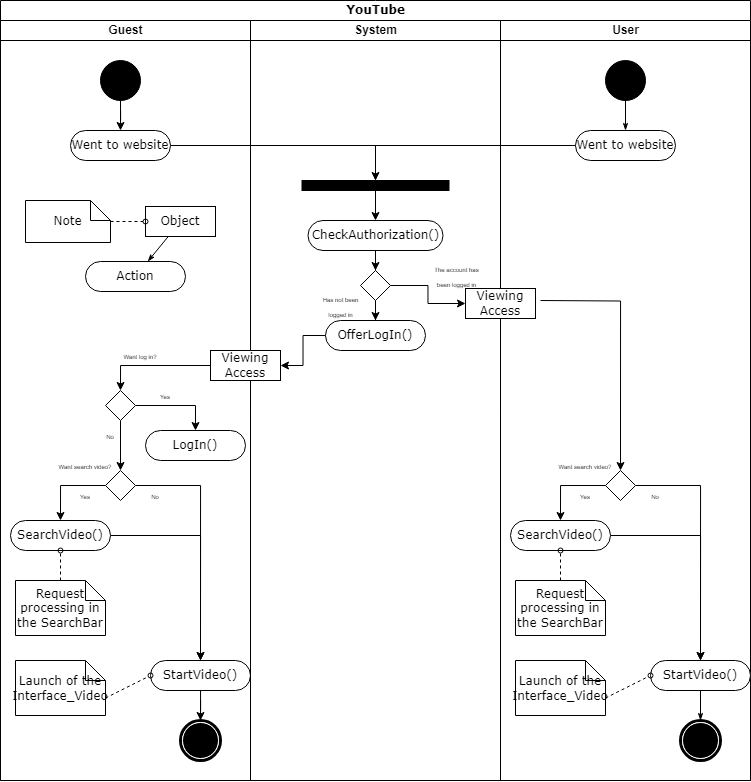 YouTube
Guest
System
User
Went to website
Went to website
Note
Object
CheckAuthorization()
Action
The account has
been logged in
Viewing
Access
Has not been
logged in
OfferLogIn()
Want log in?
Viewing
Access
Yes
No
LogIn()
Want search video?
Yes
No
Want search video?
Yes
No
SearchVideo()
SearchVideo()
Request
processing in
the SearchBar
Request
processing in
the SearchBar
Launch of the
Interface_Video
StartVideo()
Launch of the
Interface_Video
StartVideo()